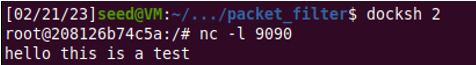 [02/21/23]seed@VM:~/.../packet_filter$ docksh 2
root@208126b74c5a:/# nc -l 9090
hello this is a test